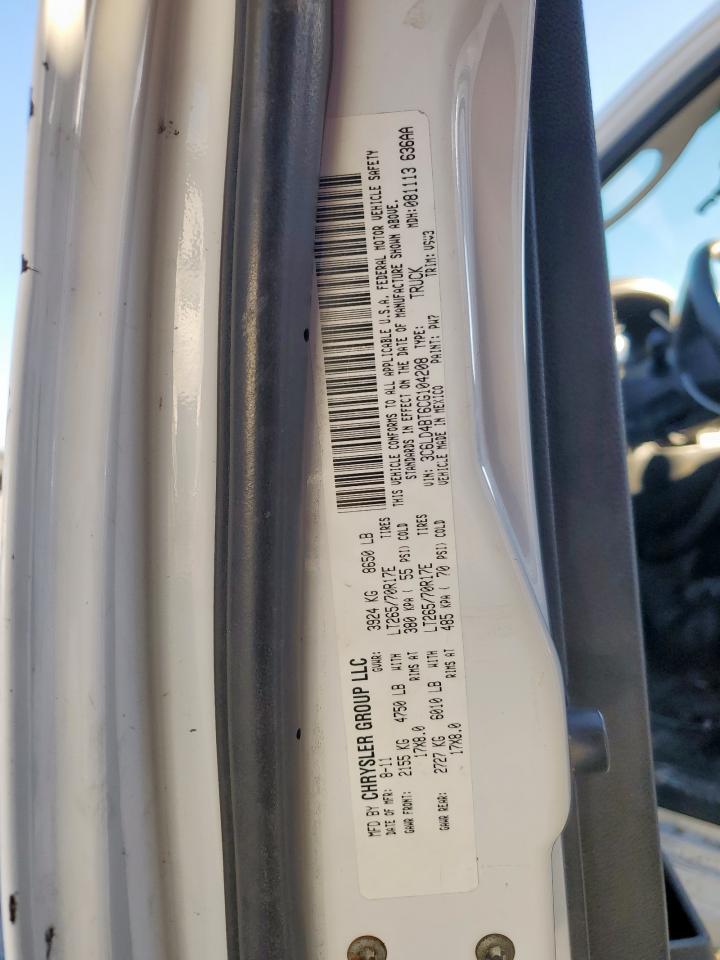 MFD BY CHRYSLER GROUP LLC
DATE OF MFR: 8-11 GVWR: 3924 KG 8650 LB
GAWR FRONT: 2155 KG 4750 LB WITH LT265/70R17E TIRES
17X8.0 RIMS AT 380 KPA ( 55 PSI) COLD
GAWR REAR: 2727 KG 6010 LB WITH LT265/70R17E TIRES
17X8.0 RIMS AT 485 KPA ( 70 PSI) COLD
THIS VEHICLE CONFORMS TO ALL APPLICABLE U.S.A. FEDERAL MOTOR VEHICLE SAFETY
STANDARDS IN EFFECT ON THE DATE OF MANUFACTURE SHOWN ABOVE.
VIN: 3C6LD4BT6CG104208 TYPE: TRUCK MDH:081113 636AA
VEHICLE MADE IN MEXICO PAINT: PW7 TRIM: V5V3